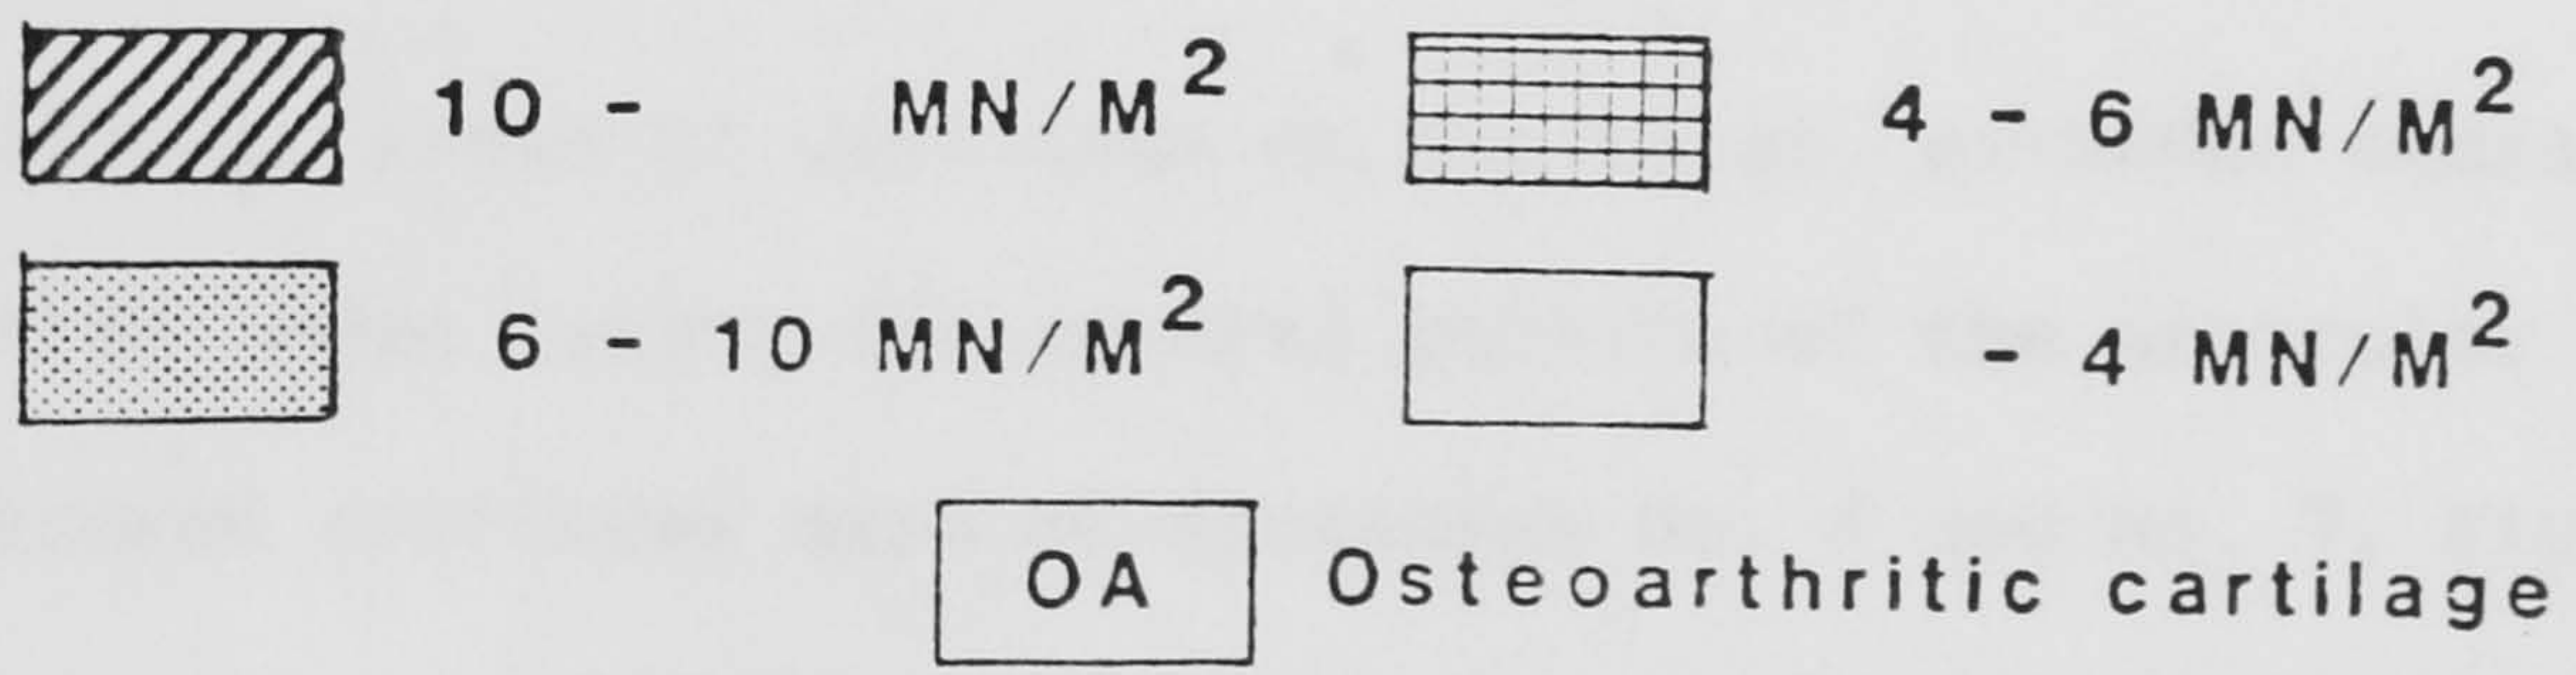 10 - MN/M² 4 - 6 MN/M²
6 - 10 MN/M² - 4 MN/M²
OA Osteoarthritic cartilage